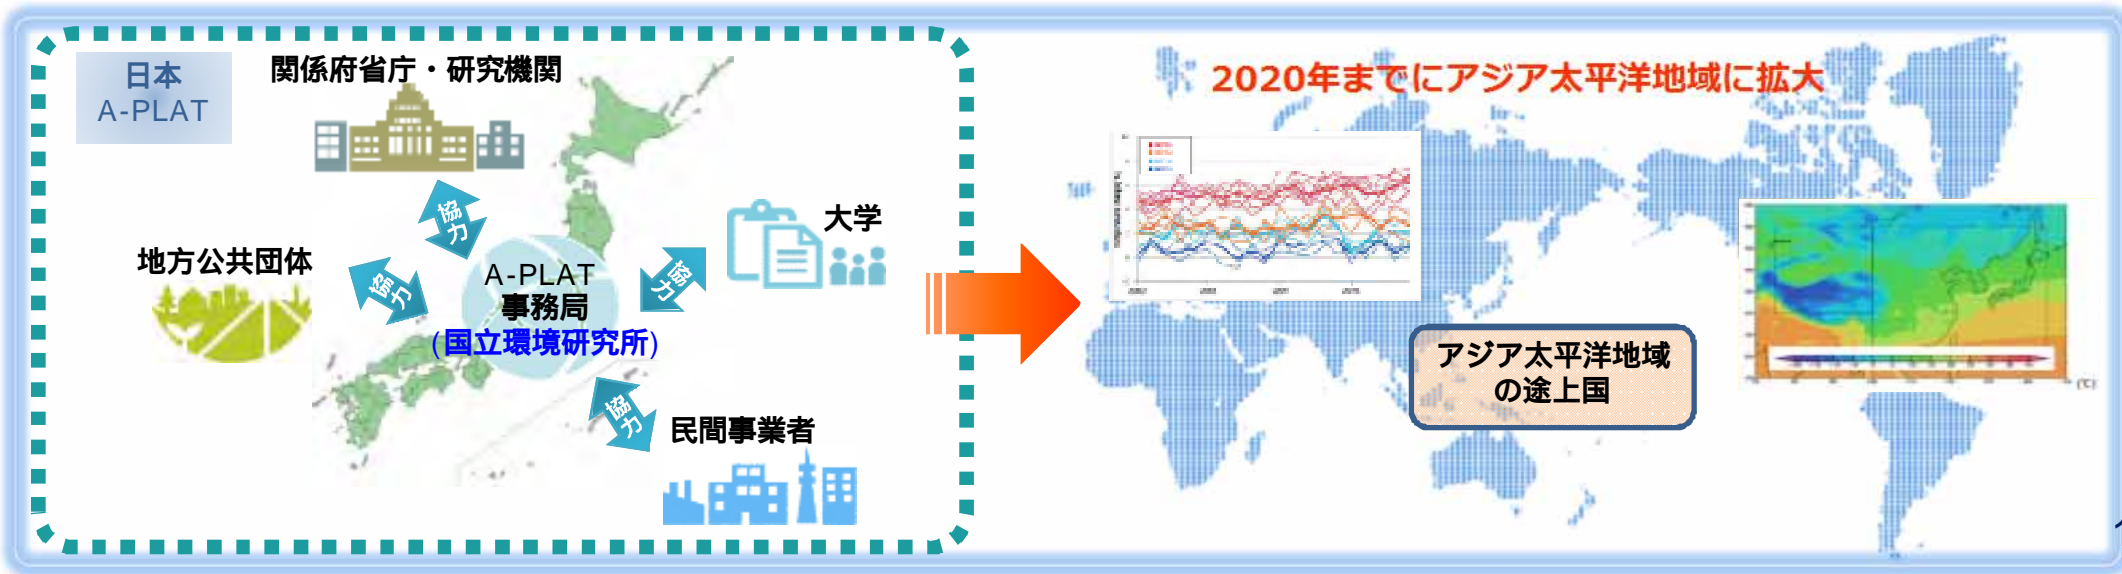 日本
A-PLAT
関係府省庁・研究機関
協力
地方公共団体
協力
A-PLAT
事務局
(国立環境研究所)
協力
大学
協力
民間事業者
2020年までにアジア太平洋地域に拡大
アジア太平洋地域
の途上国
(℃)